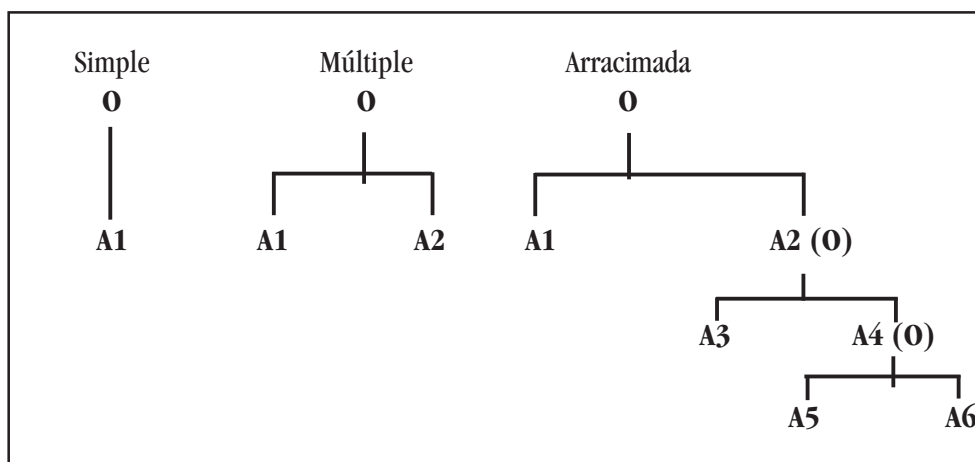 Simple Múltiple Arracimada
O O O
A1 A1 A2 A1 A2 (O)
A3 A4 (O)
A5 A6